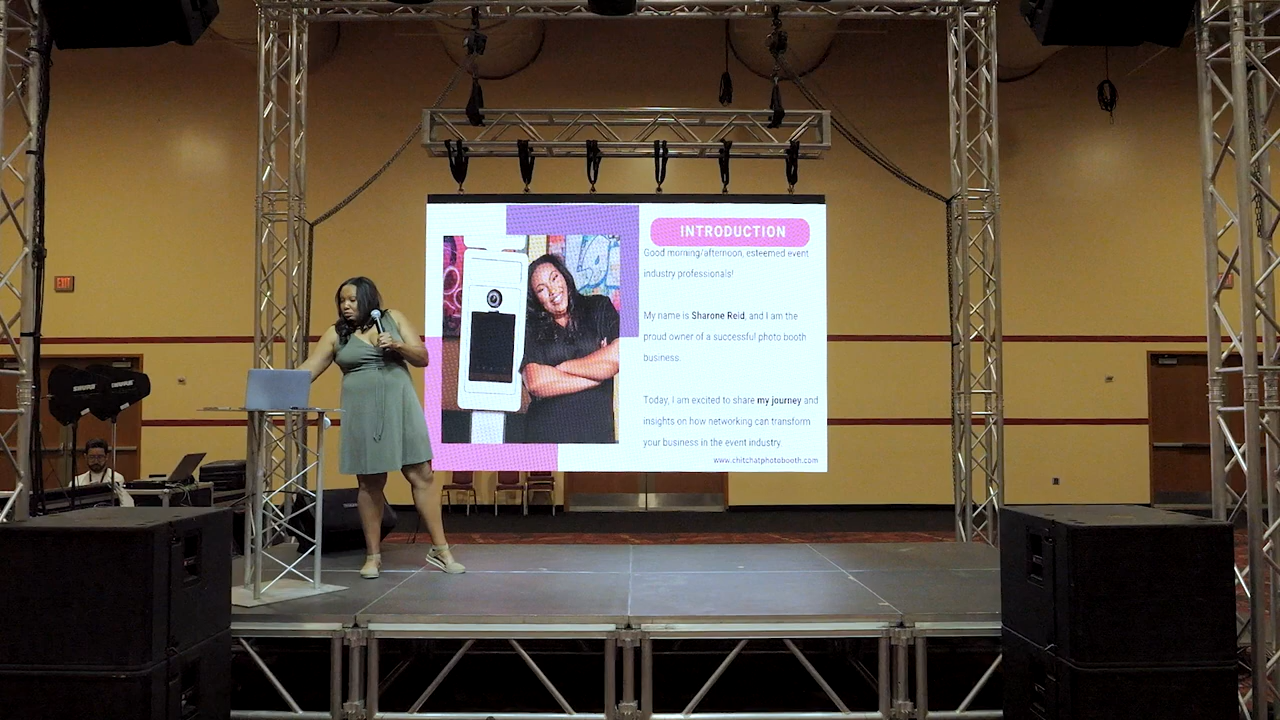 INTRODUCTION
Good morning/afternoon, esteemed event
industry professionals!
My name is Sharone Reid, and I am the
proud owner of a successful photo booth
business.
Today, I am excited to share my journey and
insights on how networking can transform
your business in the event industry.
www.chitchatphotobooth.com
EXIT